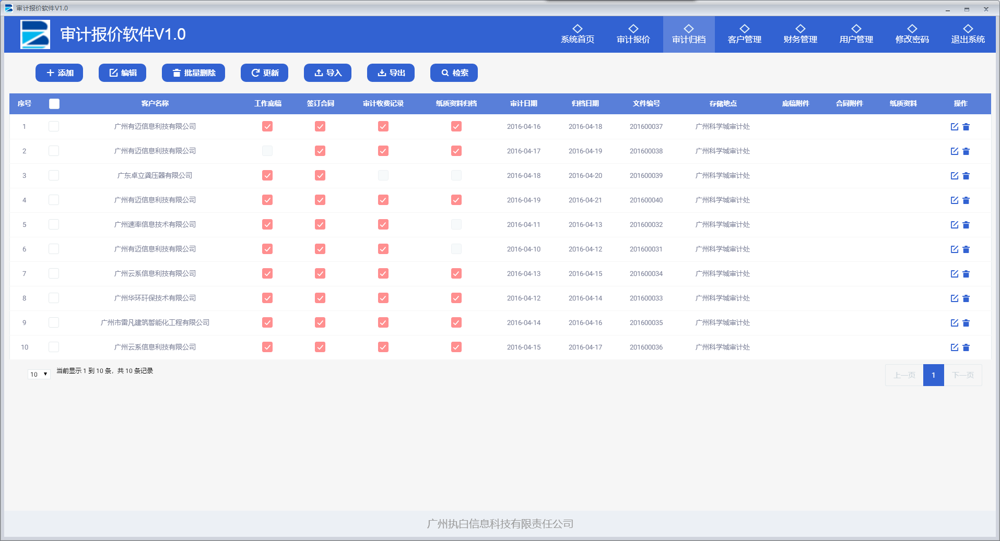 审计报价软件V1.0
审计报价软件V1.0
系统首页 审计报价 审计归档 客户管理 财务管理 用户管理 修改密码 退出系统
添加 编辑 批量删除 更新 导入 导出 检索
序号 客户名称 工作底稿 签订合同 审计收费记录 纸质资料归档 审计日期 归档日期 文件编号 存储地点 底稿附件 合同附件 纸质资料 操作
1 广州有迈信息利技有限公司 2016-04-16 2016-04-18 201600037 广州科学城审计处
2 广州有迈信息利技有限公司 2016-04-17 2016-04-19 201600038 广州科学城审计处
3 广东卓立龚压器有限公司 2016-04-18 2016-04-20 201600039 广州科学城审计处
4 广州有迈信息利技有限公司 2016-04-19 2016-04-21 201600040 广州科学城审计处
5 广州速率信息技术有限公司 2016-04-11 2016-04-13 201600032 广州科学城审计处
6 广州有迈信息利技有限公司 2016-04-10 2016-04-12 201600031 广州科学城审计处
7 广州云系信息利技有限公司 2016-04-13 2016-04-15 201600034 广州科学城审计处
8 广州华环玕保技术有限公司 2016-04-12 2016-04-14 201600033 广州科学城审计处
9 广州市雷凡建筑晢能化工程有限公司 2016-04-14 2016-04-16 201600035 广州科学城审计处
10 广州云系信息利技有限公司 2016-04-15 2016-04-17 201600036 广州科学城审计处
10 当前显示 1 到 10 条，共 10 条记录
上一页 1 下一页
广州执白信息科技有限责任公司